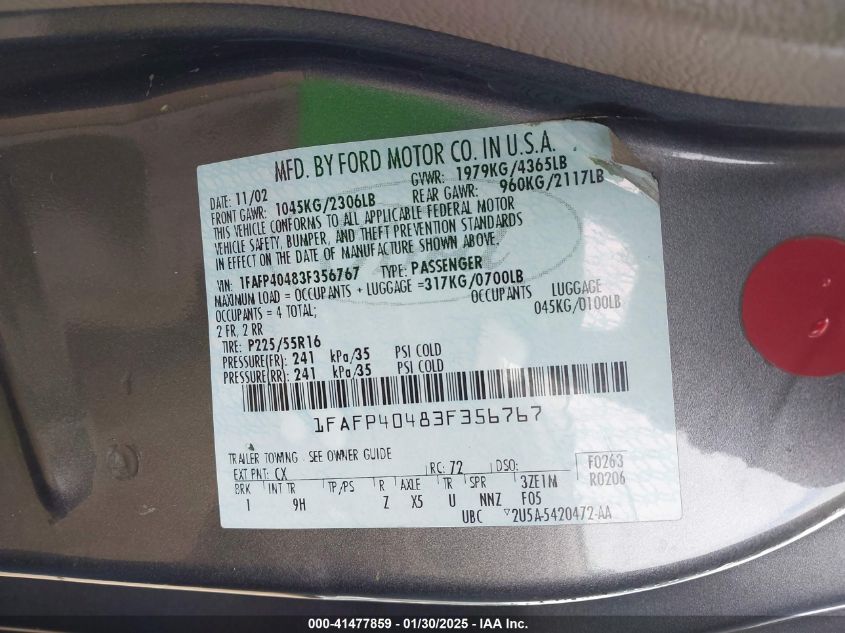 MFD. BY FORD MOTOR CO. IN U.S.A.
DATE: 11/02 GVWR: 1979KG/4365LB
FRONT GAWR: 1045KG/2306LB REAR GAWR: 960KG/2117LB
THIS VEHICLE CONFORMS TO ALL APPLICABLE FEDERAL MOTOR
VEHICLE SAFETY, BUMPER, AND THEFT PREVENTION STANDARDS
IN EFFECT ON THE DATE OF MANUFACTURE SHOWN ABOVE.
VIN: 1FAFP40483F356767 TYPE: PASSENGER
MAXIMUM LOAD = OCCUPANTS + LUGGAGE =317KG/0700LB
OCCUPANTS = 4 TOTAL; OCCUPANTS LUGGAGE
2 FR, 2 RR 045KG/0100LB
TIRE: P225/55R16
PRESSURE(FR): 241 kPa/35 PSI COLD
PRESSURE(RR): 241 kPa/35 PSI COLD
1FAFP40483F356767
TRAILER TOWING - SEE OWNER GUIDE
EXT PNT: CX RC: 72 DSO: F0263
BRK INT TR TP/PS R AXLE TR SPR 3ZE1M R0206
1 9H Z X5 U NNZ F05
UBC ▽2U5A-5420472-AA
000-41477859 / 01/30/2025 - IAA Inc.